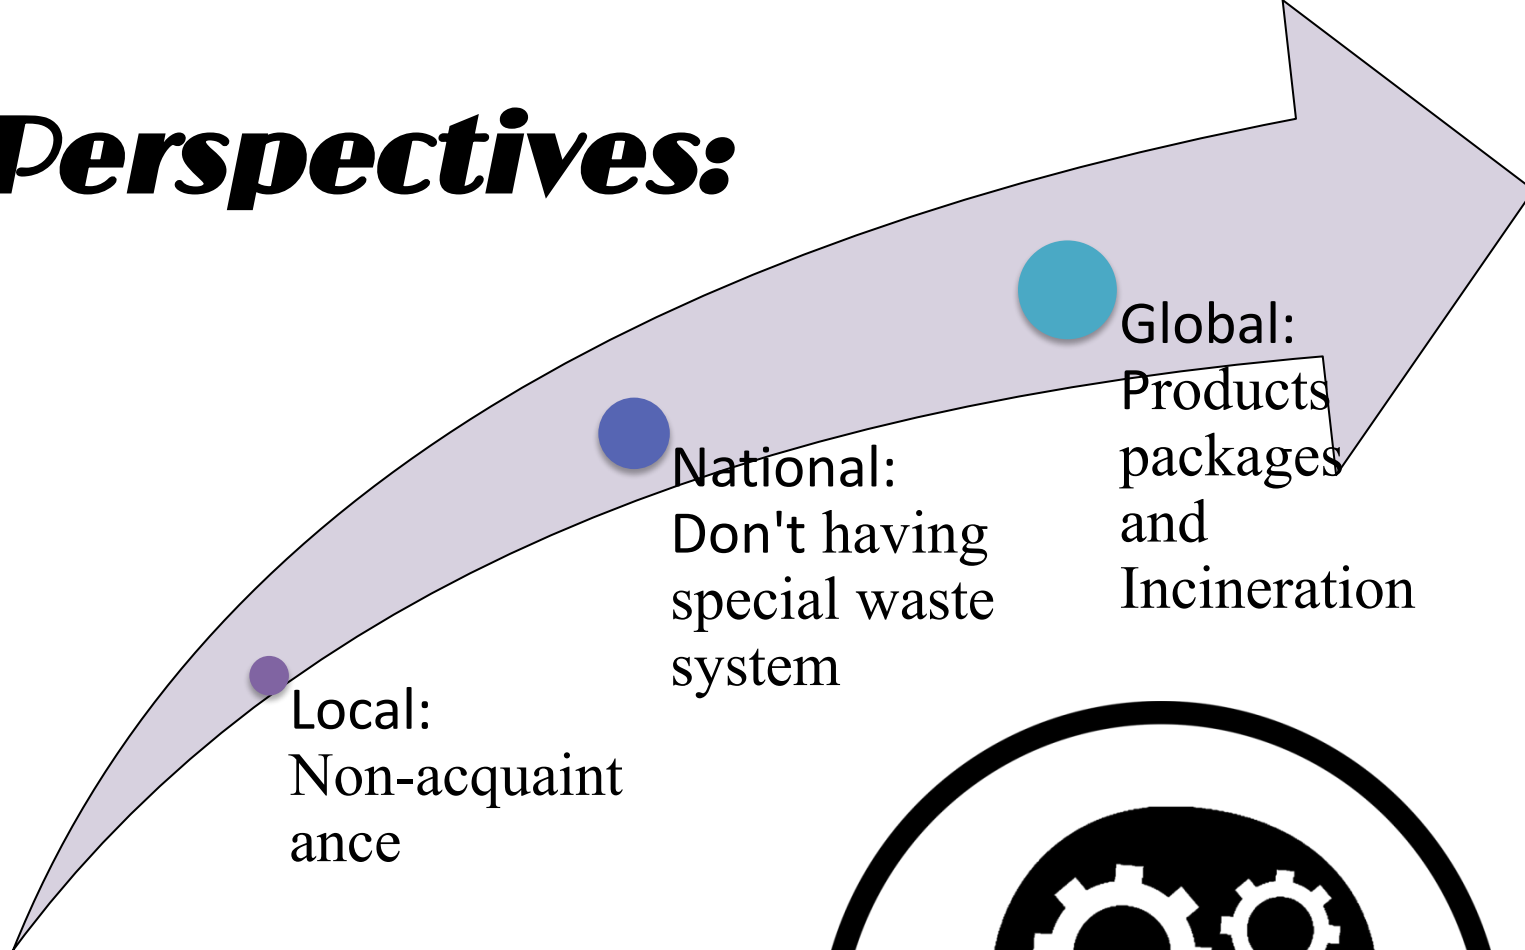 Perspectives:
Global:
Products
packages
and
Incineration
National:
Don't having
special waste
system
Local:
Non-acquaint
ance